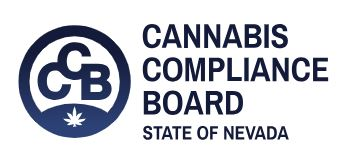 CCB
CANNABIS
COMPLIANCE
BOARD
STATE OF NEVADA